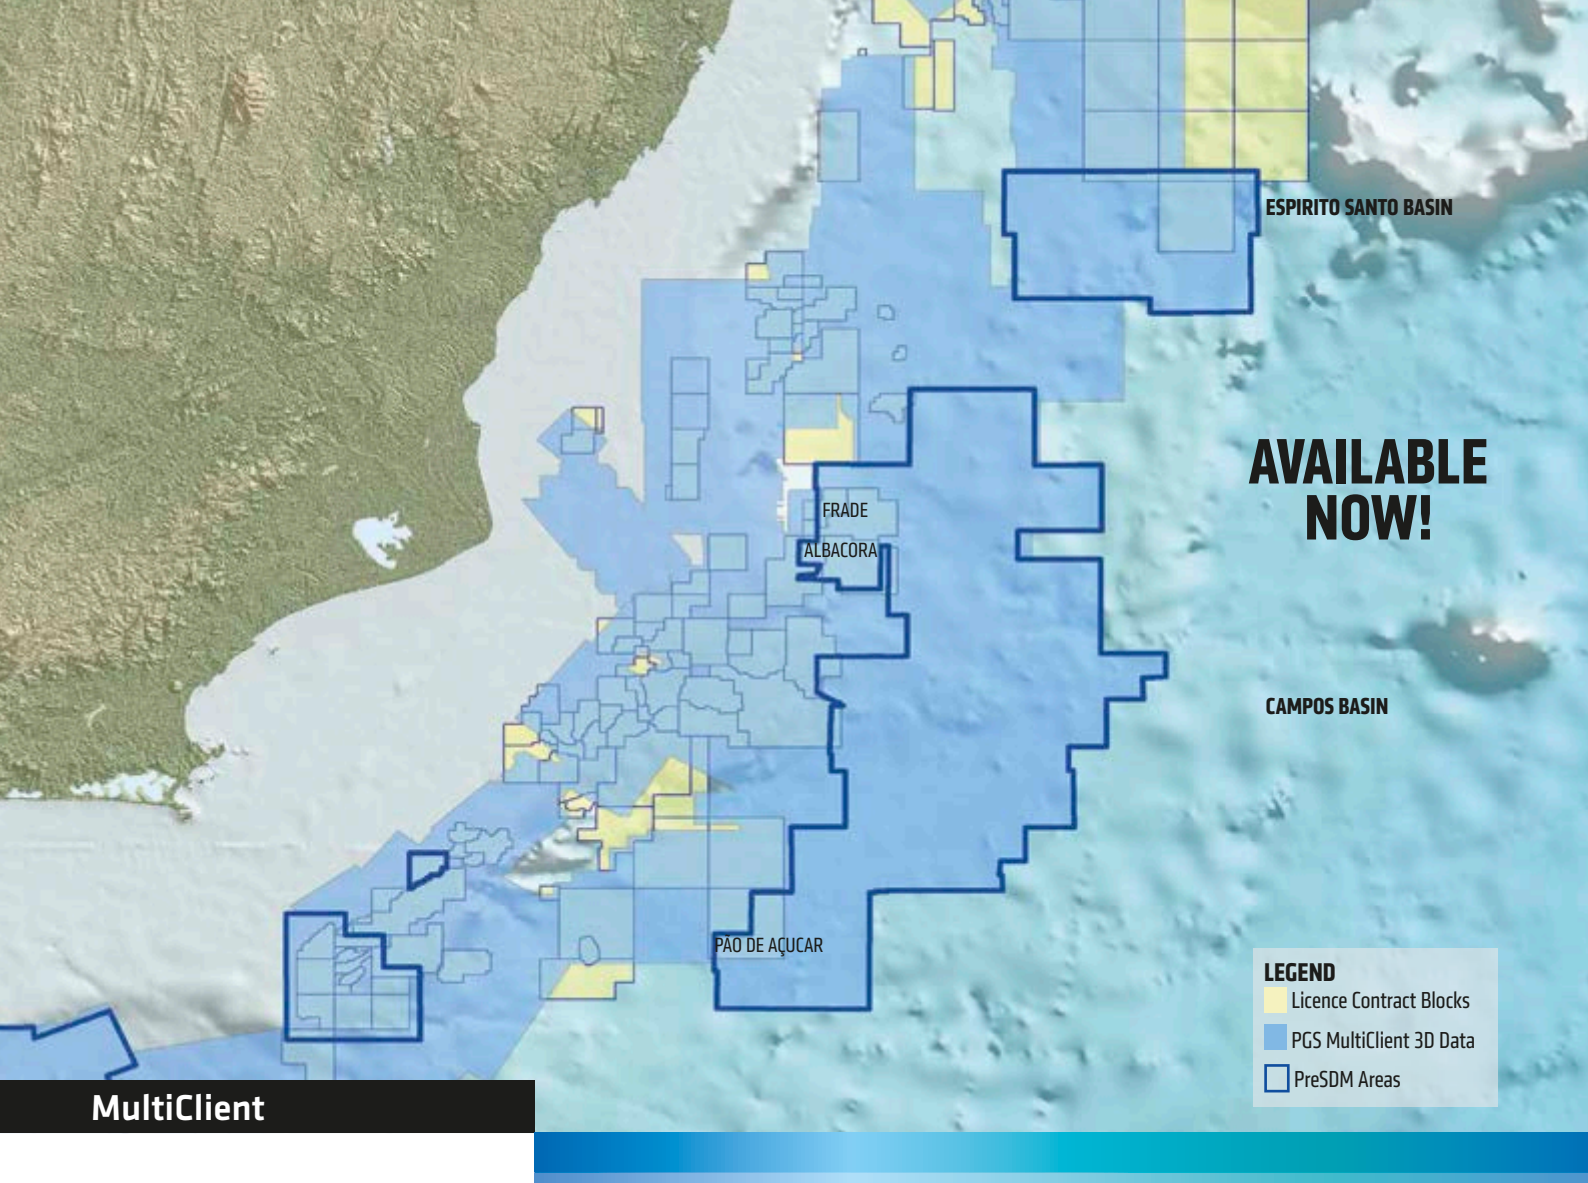 ESPIRITO SANTO BASIN
AVAILABLE
NOW!
FRADE
ALBACORA
CAMPOS BASIN
PÃO DE AÇUCAR
LEGEND
Licence Contract Blocks
PGS MultiClient 3D Data
PreSDM Areas
MultiClient